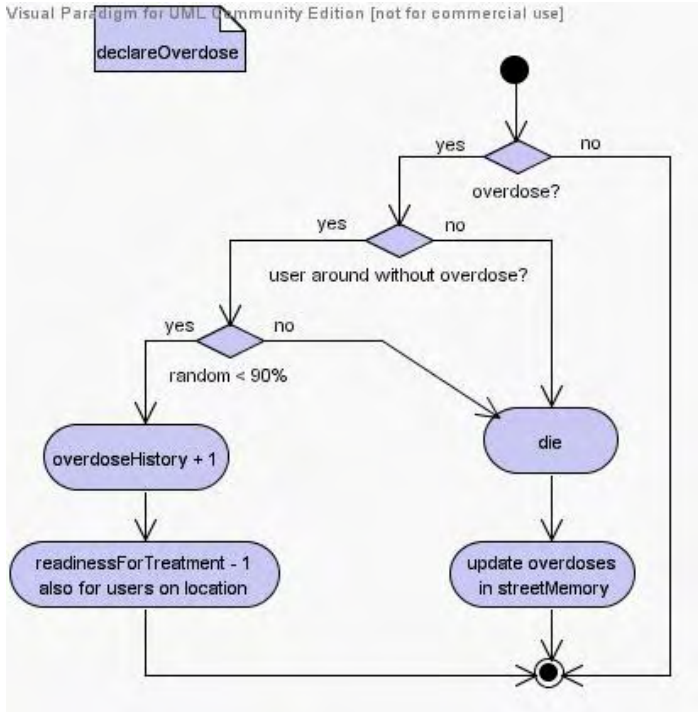 Visual Paradigm for UML Community Edition [not for commercial use]
declareOverdose
yes
no
overdose?
yes
no
user around without overdose?
yes
no
random < 90%
overdoseHistory + 1
die
readinessForTreatment - 1
also for users on location
update overdoses
in streetMemory